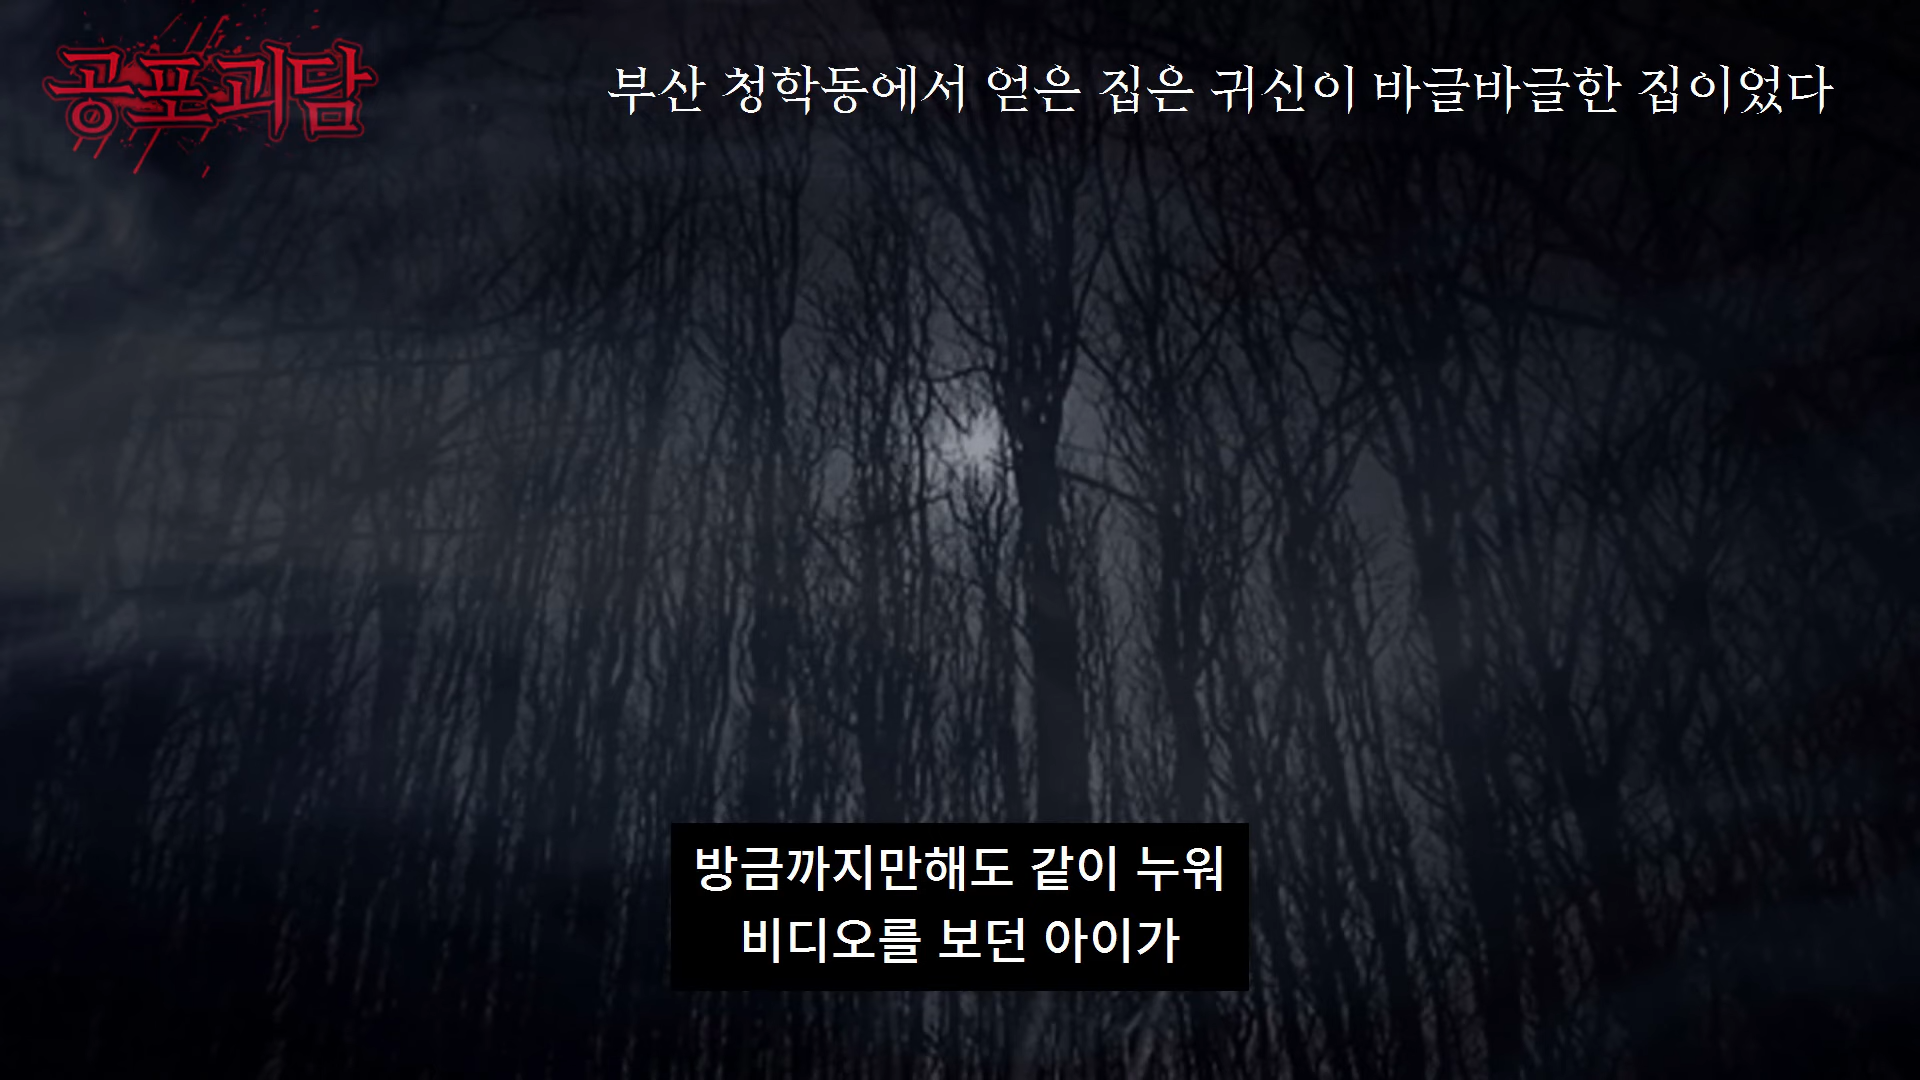 공포괴담
부산 청학동에서 얻은 집은 귀신이 바글바글한 집이었다
방금까지만해도 같이 누워
비디오를 보던 아이가